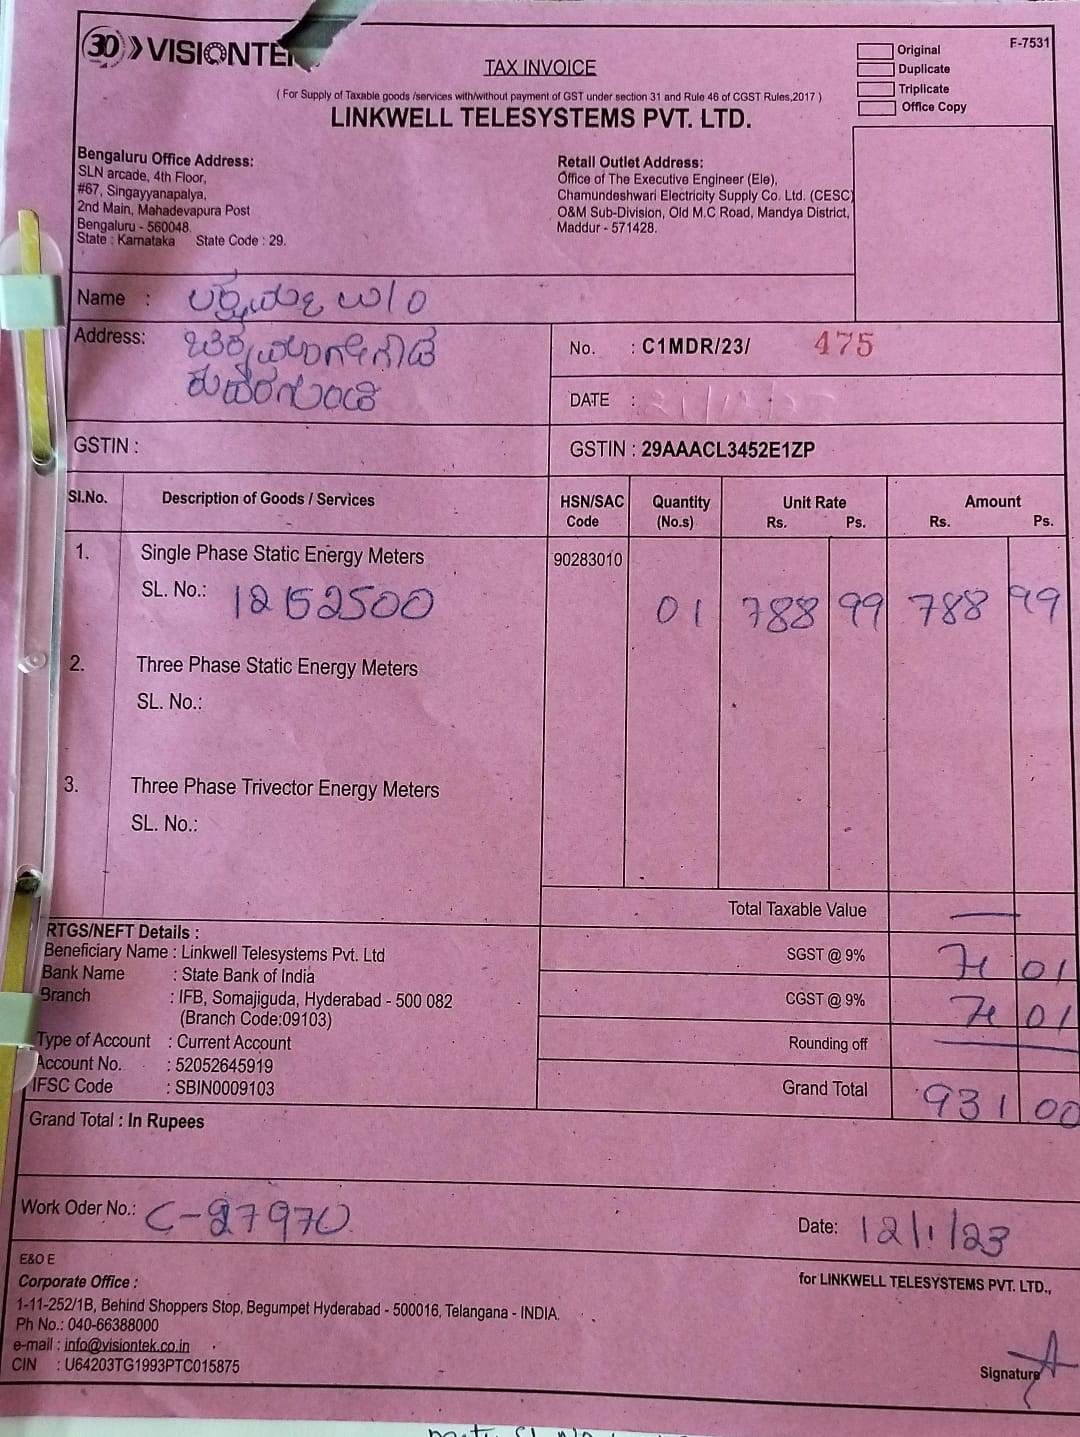 30 VISIONTE
TAX INVOICE
( For Supply of Taxable goods /services with/without payment of GST under section 31 and Rule 46 of CGST Rules,2017 )
LINKWELL TELESYSTEMS PVT. LTD.
Original
Duplicate
Triplicate
Office Copy
F-7531
Bengaluru Office Address:
SLN arcade, 4th Floor,
#67, Singayyanapalya,
2nd Main, Mahadevapura Post
Bengaluru - 560048.
State : Karnataka State Code : 29.
Retail Outlet Address:
Office of The Executive Engineer (Ele),
Chamundeshwari Electricity Supply Co. Ltd. (CESC)
O&M Sub-Division, Old M.C Road, Mandya District,
Maddur - 571428.
Name :
Address:
No. : C1MDR/23/ 475
DATE :
GSTIN :
GSTIN : 29AAACL3452E1ZP
Sl.No. Description of Goods / Services HSN/SAC Code Quantity (No.s) Unit Rate Rs. Ps. Amount Rs. Ps.
1. Single Phase Static Energy Meters 90283010
SL. No.: 12152500 01 788 99 788 99
2. Three Phase Static Energy Meters
SL. No.:
3. Three Phase Trivector Energy Meters
SL. No.:
Total Taxable Value —
SGST @ 9% 71 01
CGST @ 9% 71 01
Rounding off
Grand Total 931 00
RTGS/NEFT Details :
Beneficiary Name : Linkwell Telesystems Pvt. Ltd
Bank Name : State Bank of India
Branch : IFB, Somajiguda, Hyderabad - 500 082
(Branch Code:09103)
Type of Account : Current Account
Account No. : 52052645919
IFSC Code : SBIN0009103
Grand Total : In Rupees
Work Oder No.: C-27970
Date: 12/1/23
E&O E
Corporate Office :
1-11-252/1B, Behind Shoppers Stop, Begumpet Hyderabad - 500016, Telangana - INDIA.
Ph No.: 040-66388000
e-mail : info@visiontek.co.in
CIN : U64203TG1993PTC015875
for LINKWELL TELESYSTEMS PVT. LTD.,
Signature